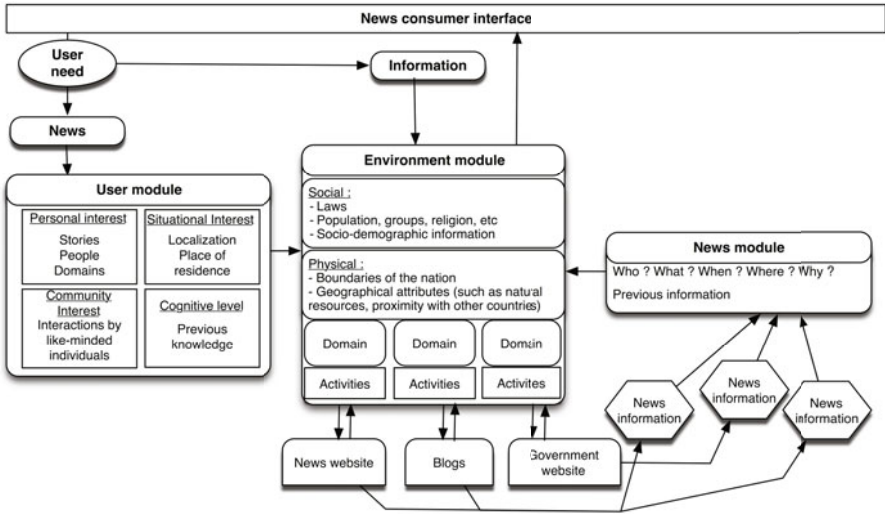 News consumer interface
User
need
Information
News
User module
Personal interest
Stories
People
Domains
Situational Interest
Localization
Place of
residence
Community
Interest
Interactions by
like-minded
individuals
Cognitive level
Previous
knowledge
Environment module
Social :
- Laws
- Population, groups, religion, etc
- Socio-demographic information
Physical :
- Boundaries of the nation
- Geographical attributes (such as natural
resources, proximity with other countries)
Domain
Domain
Domain
Activities
Activities
Activites
News website
Blogs
Government
website
News module
Who ? What ? When ? Where ? Why ?
Previous information
News
information
News
information
News
information